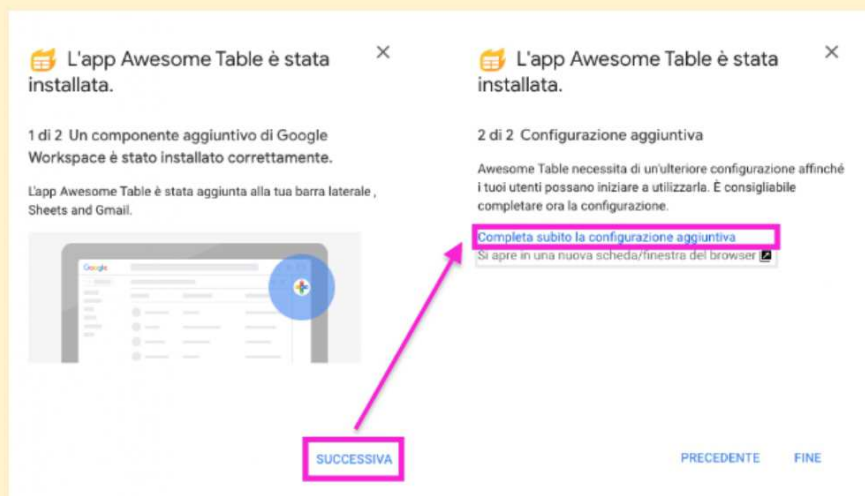 L'app Awesome Table è stata
installata.
1 di 2 Un componente aggiuntivo di Google
Workspace è stato installato correttamente.
L'app Awesome Table è stata aggiunta alla tua barra laterale ,
Sheets and Gmail.
Google
SUCCESSIVA
L'app Awesome Table è stata
installata.
2 di 2 Configurazione aggiuntiva
Awesome Table necessita di un'ulteriore configurazione affinché
i tuoi utenti possano iniziare a utilizzarla. È consigliabile
completare ora la configurazione.
Completa subito la configurazione aggiuntiva
Si apre in una nuova scheda/finestra del browser
PRECEDENTE FINE